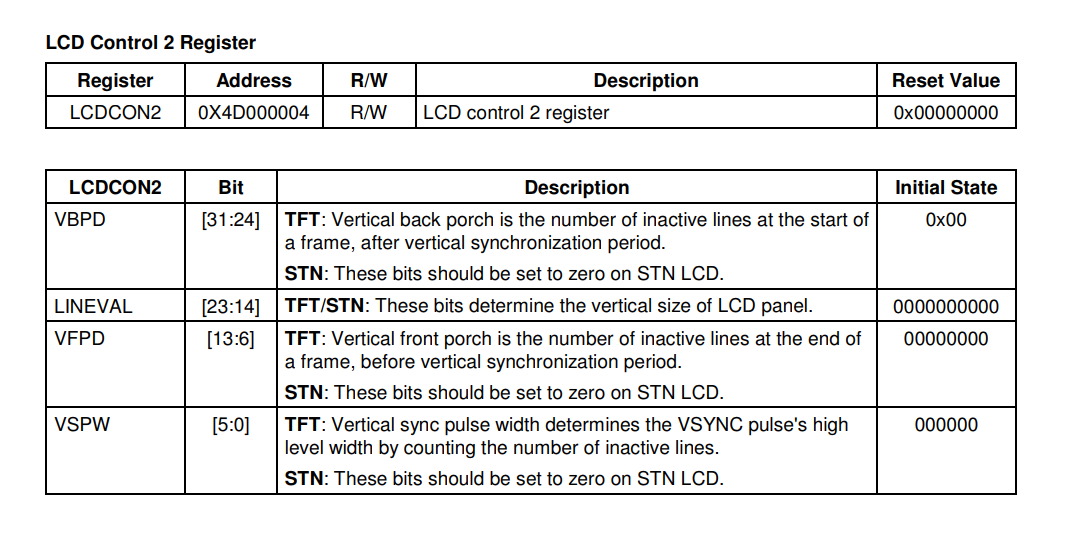 LCD Control 2 Register
Register Address R/W Description Reset Value
LCDCON2 0X4D000004 R/W LCD control 2 register 0x00000000
LCDCON2 Bit Description Initial State
VBPD [31:24] TFT: Vertical back porch is the number of inactive lines at the start of 0x00
a frame, after vertical synchronization period.
STN: These bits should be set to zero on STN LCD.
LINEVAL [23:14] TFT/STN: These bits determine the vertical size of LCD panel. 0000000000
VFPD [13:6] TFT: Vertical front porch is the number of inactive lines at the end of 00000000
a frame, before vertical synchronization period.
STN: These bits should be set to zero on STN LCD.
VSPW [5:0] TFT: Vertical sync pulse width determines the VSYNC pulse's high 000000
level width by counting the number of inactive lines.
STN: These bits should be set to zero on STN LCD.